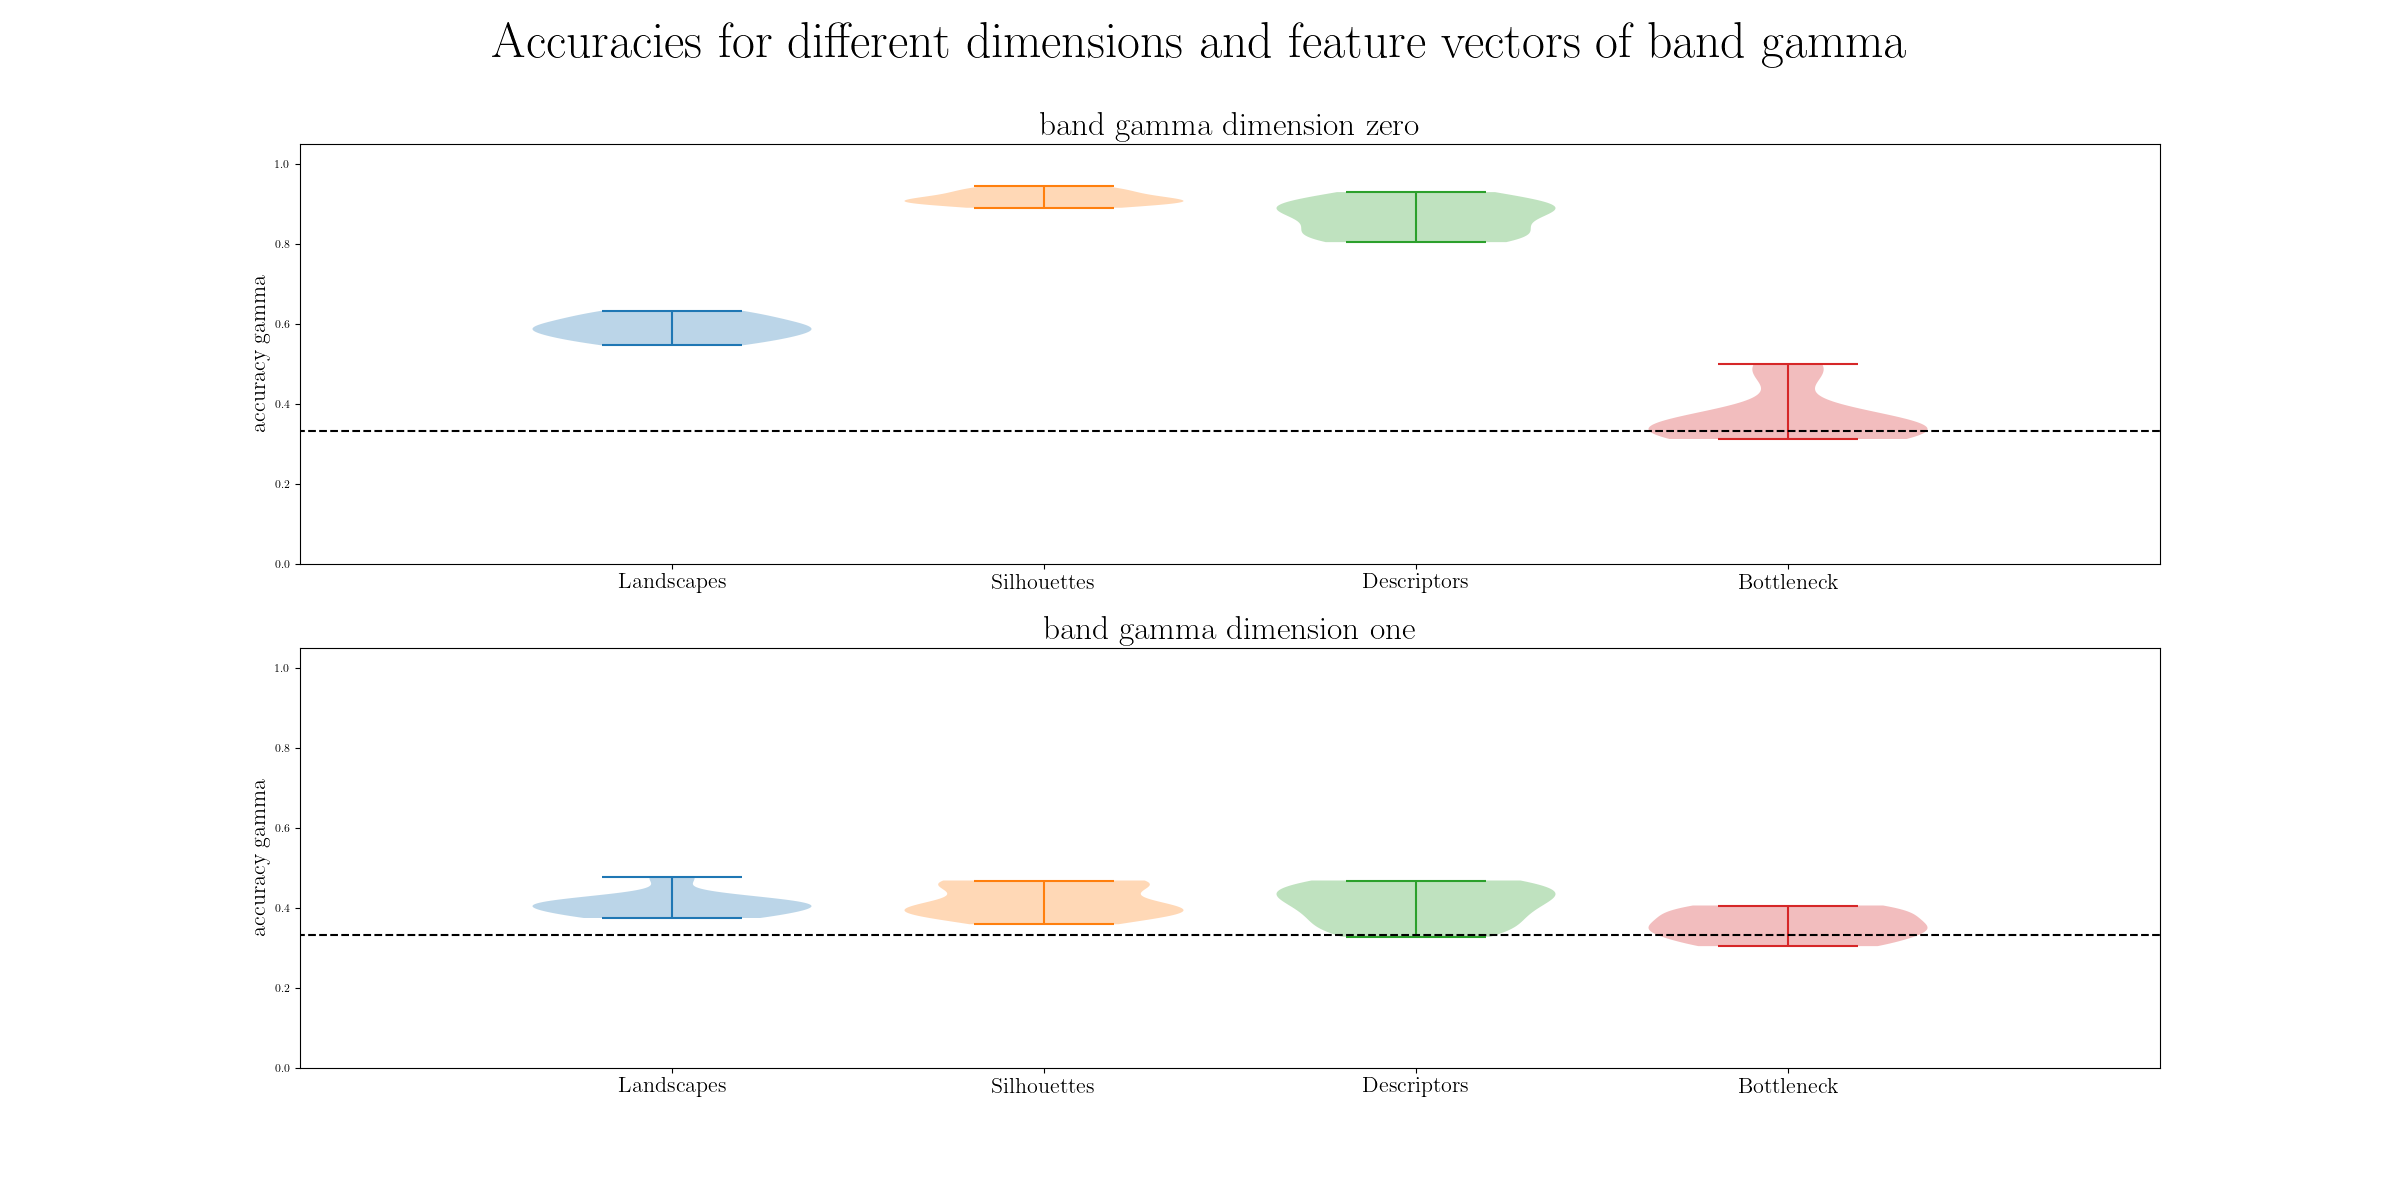 Accuracies for different dimensions and feature vectors of band gamma
band gamma dimension zero
accuracy gamma
1.0
0.8
0.6
0.4
0.2
0.0
Landscapes Silhouettes Descriptors Bottleneck
band gamma dimension one
accuracy gamma
1.0
0.8
0.6
0.4
0.2
0.0
Landscapes Silhouettes Descriptors Bottleneck